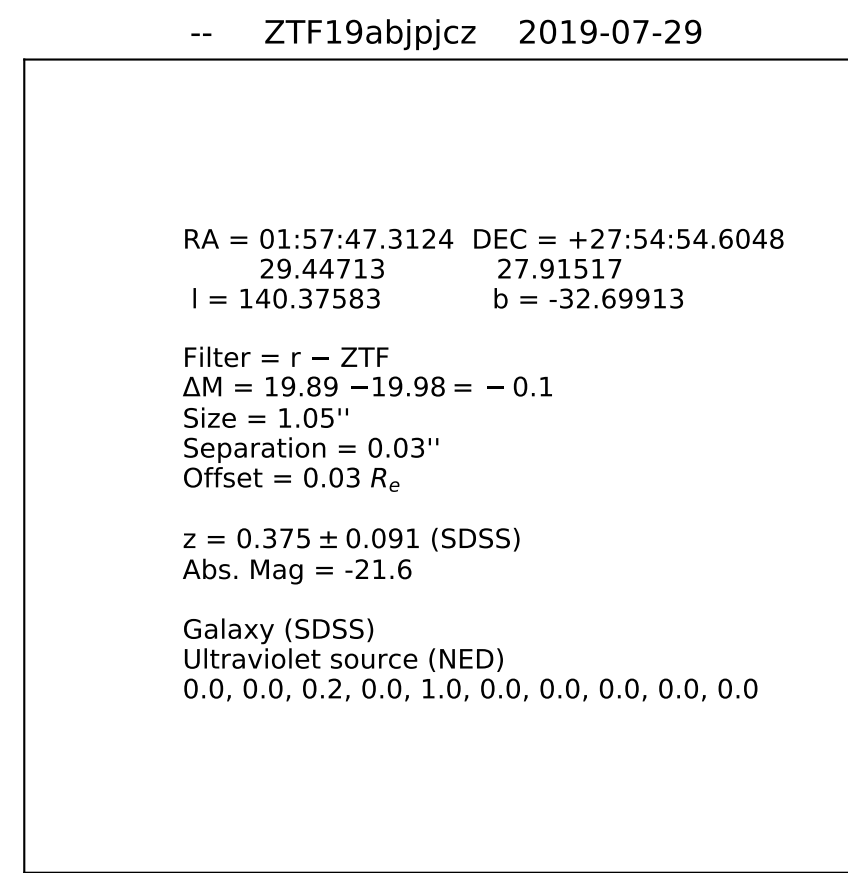 -- ZTF19abjpjcz 2019-07-29
RA = 01:57:47.3124 DEC = +27:54:54.6048
29.44713 27.91517
l = 140.37583 b = -32.69913
Filter = r − ZTF
ΔM = 19.89 −19.98 = − 0.1
Size = 1.05''
Separation = 0.03''
Offset = 0.03 Rₑ
z = 0.375 ± 0.091 (SDSS)
Abs. Mag = -21.6
Galaxy (SDSS)
Ultraviolet source (NED)
0.0, 0.0, 0.2, 0.0, 1.0, 0.0, 0.0, 0.0, 0.0, 0.0